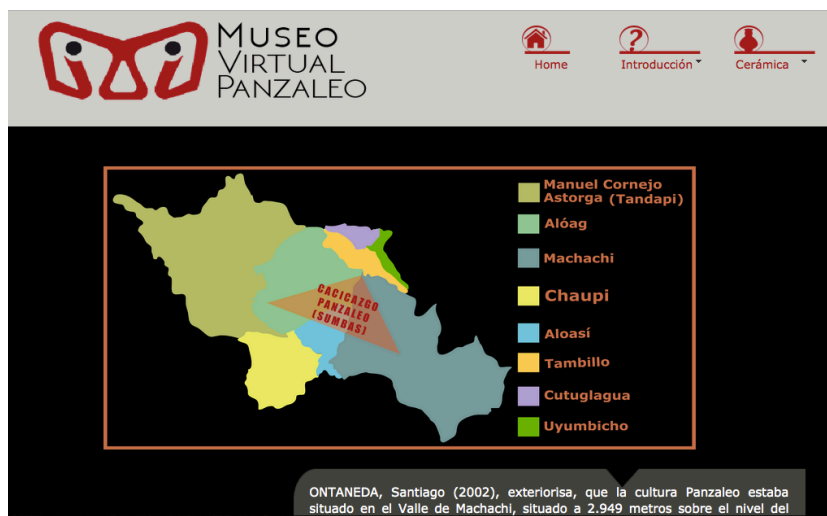 MUSEO
VIRTUAL
PANZALEO
Home
Introducción
Cerámica
CACICAZGO
PANZALEO
(SUMBAS)
Manuel Cornejo
Astorga (Tandapi)
Alóag
Machachi
Chaupi
Aloasí
Tambillo
Cutuglagua
Uyumbicho
ONTANEDA, Santiago (2002), exteriorisa, que la cultura Panzaleo estaba
situado en el Valle de Machachi, situado a 2.949 metros sobre el nivel del